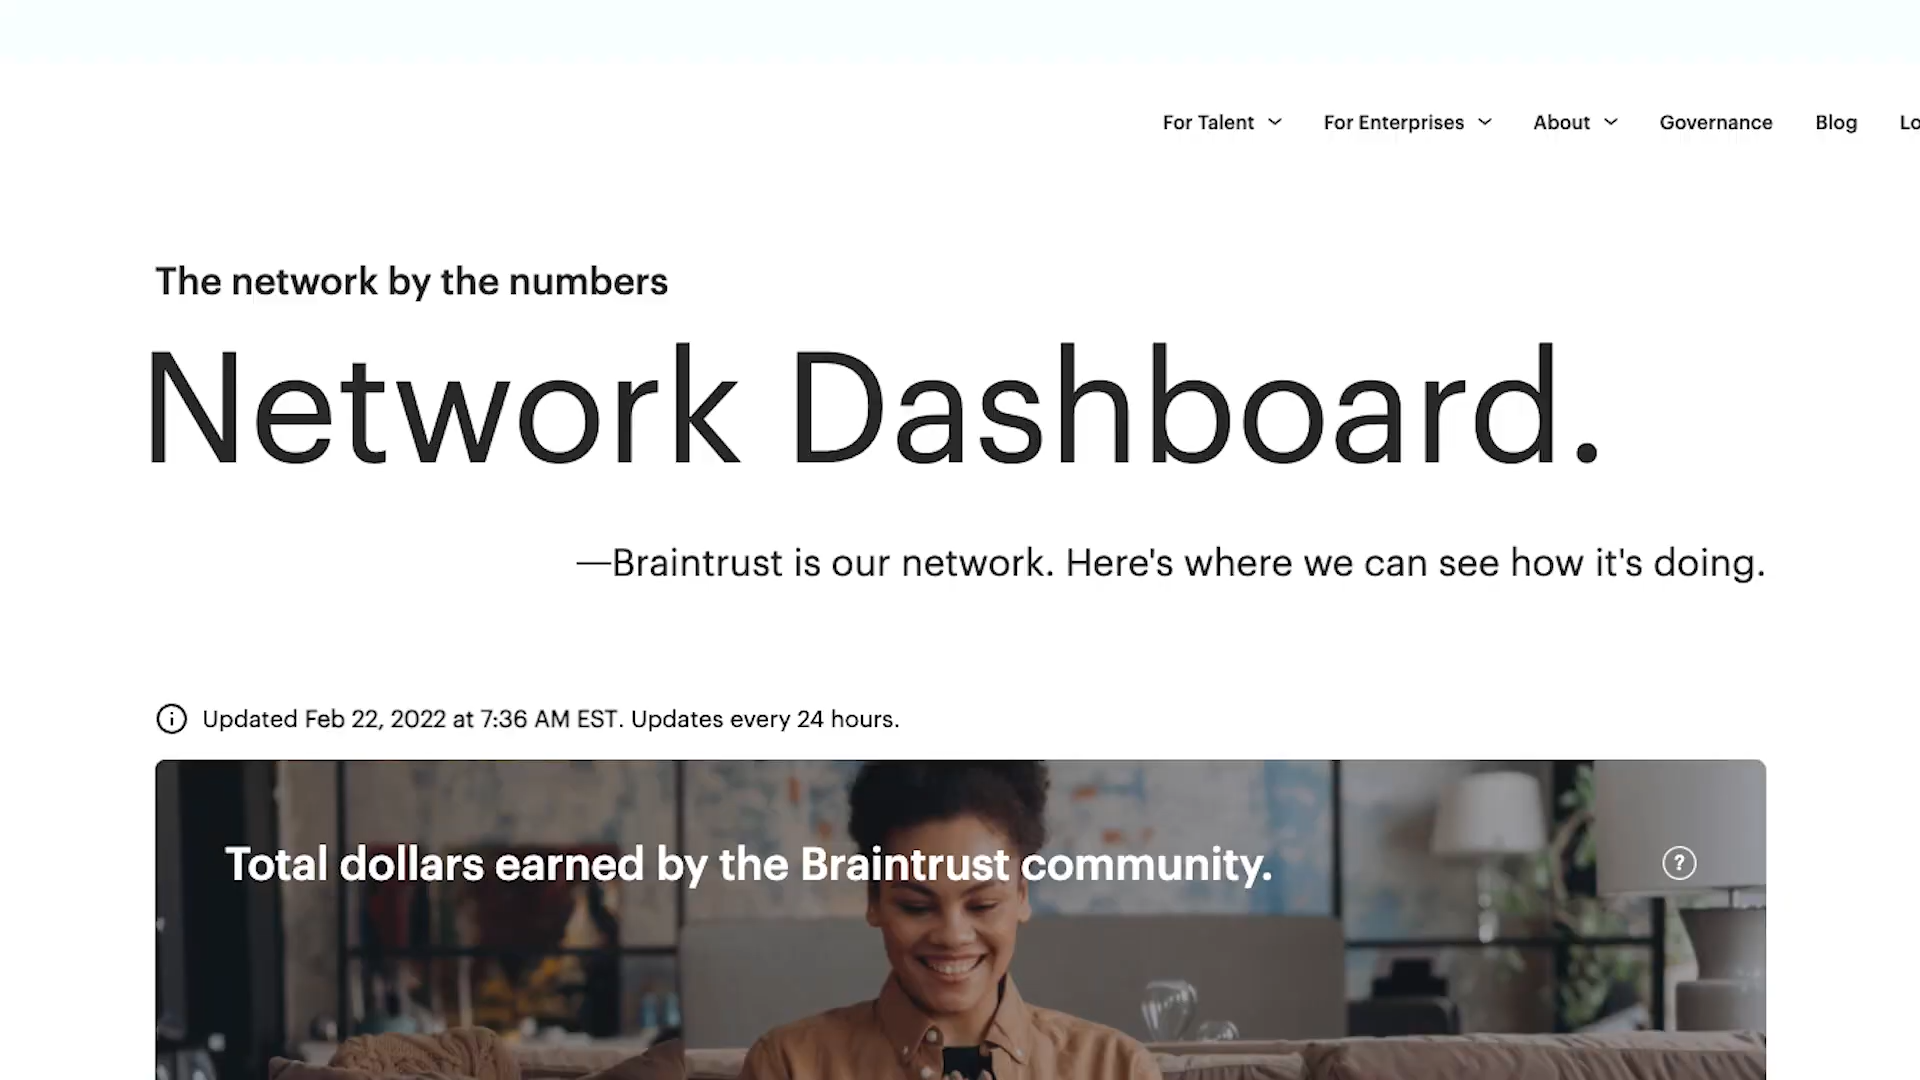 For Talent
For Enterprises
About
Governance
Blog
Lo
The network by the numbers
Network Dashboard.
—Braintrust is our network. Here's where we can see how it's doing.
Updated Feb 22, 2022 at 7:36 AM EST. Updates every 24 hours.
Total dollars earned by the Braintrust community.
?